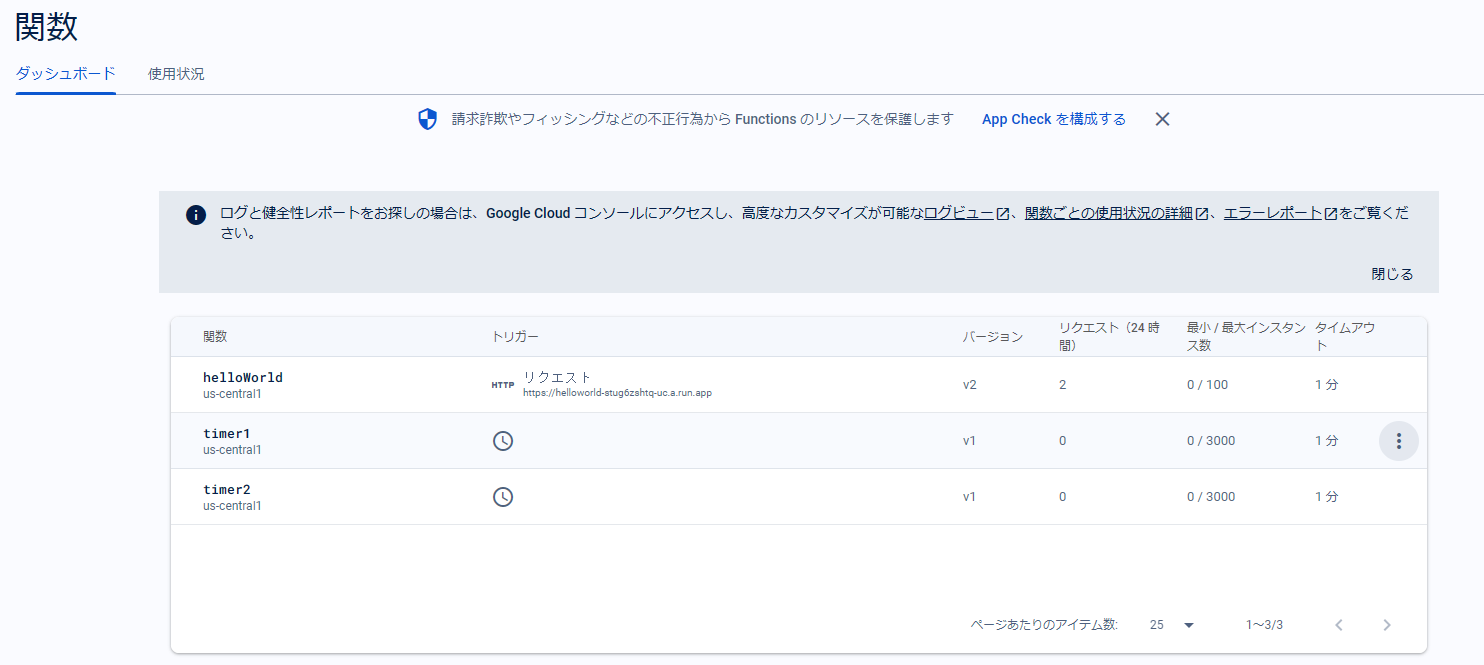 関数
ダッシュボード 使用状況
請求詐欺やフィッシングなどの不正行為から Functions のリソースを保護します App Check を構成する
ログと健全性レポートをお探しの場合は、Google Cloud コンソールにアクセスし、高度なカスタマイズが可能なログビュー、関数ごとの使用状況の詳細、エラーレポートをご覧くだ
さい。
閉じる
関数 トリガー バージョン リクエスト（24 時 最小 / 最大インスタン タイムアウ
間） ス数 ト
helloWorld HTTP リクエスト v2 2 0 / 100 1 分
us-central1 https://helloworld-stug6zshtq-uc.a.run.app
timer1 v1 0 0 / 3000 1 分
us-central1
timer2 v1 0 0 / 3000 1 分
us-central1
ページあたりのアイテム数: 25 1～3/3